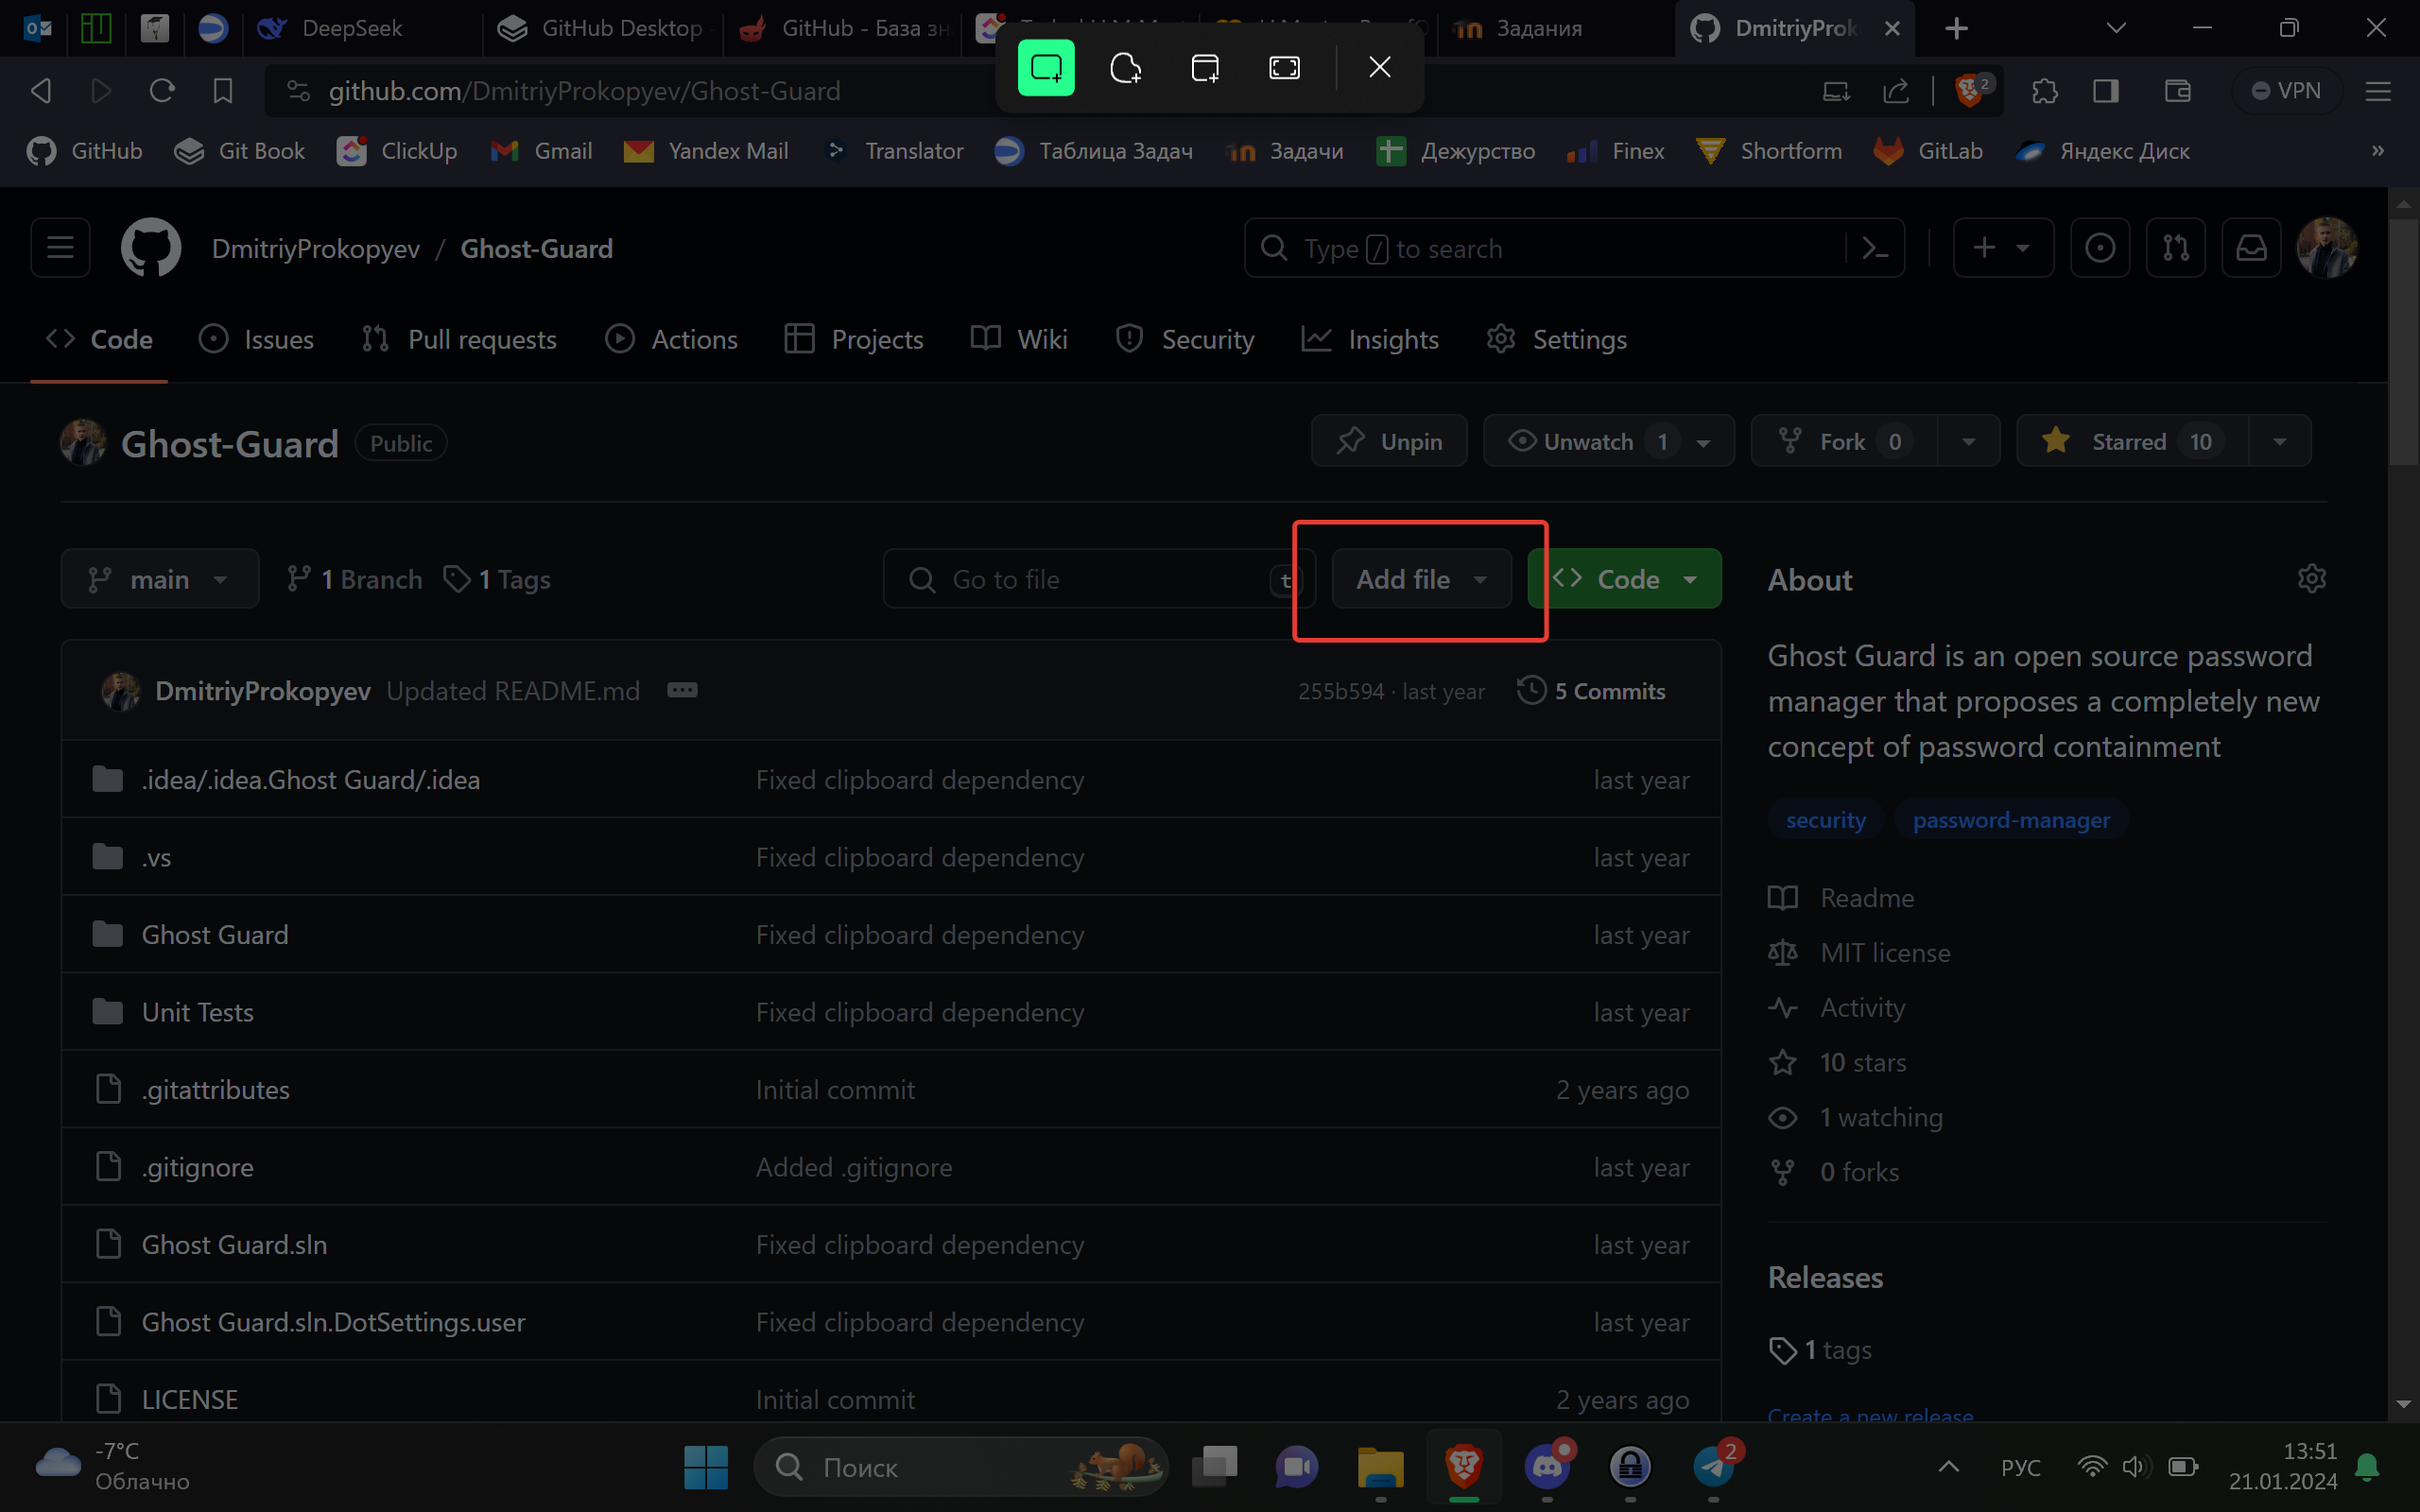 DeepSeek
GitHub Desktop
GitHub - База зн
Задания
DmitriyProk
github.com/DmitriyProkopyev/Ghost-Guard
2
VPN
GitHub
Git Book
ClickUp
Gmail
Yandex Mail
Translator
Таблица Задач
Задачи
Дежурство
Finex
Shortform
GitLab
Яндекс Диск
»
DmitriyProkopyev / Ghost-Guard
Type / to search
Code
Issues
Pull requests
Actions
Projects
Wiki
Security
Insights
Settings
Ghost-Guard
Public
Unpin
Unwatch 1
Fork 0
Starred 10
main
1 Branch
1 Tags
Go to file
t
Add file
Code
About
DmitriyProkopyev Updated README.md
255b594 · last year
5 Commits
.idea/.idea.Ghost Guard/.idea Fixed clipboard dependency last year
.vs Fixed clipboard dependency last year
Ghost Guard Fixed clipboard dependency last year
Unit Tests Fixed clipboard dependency last year
.gitattributes Initial commit 2 years ago
.gitignore Added .gitignore last year
Ghost Guard.sln Fixed clipboard dependency last year
Ghost Guard.sln.DotSettings.user Fixed clipboard dependency last year
LICENSE Initial commit 2 years ago
Ghost Guard is an open source password
manager that proposes a completely new
concept of password containment
security password-manager
Readme
MIT license
Activity
10 stars
1 watching
0 forks
Releases
1 tags
Create a new release
-7°C
Облачно
Поиск
2
РУС
13:51
21.01.2024